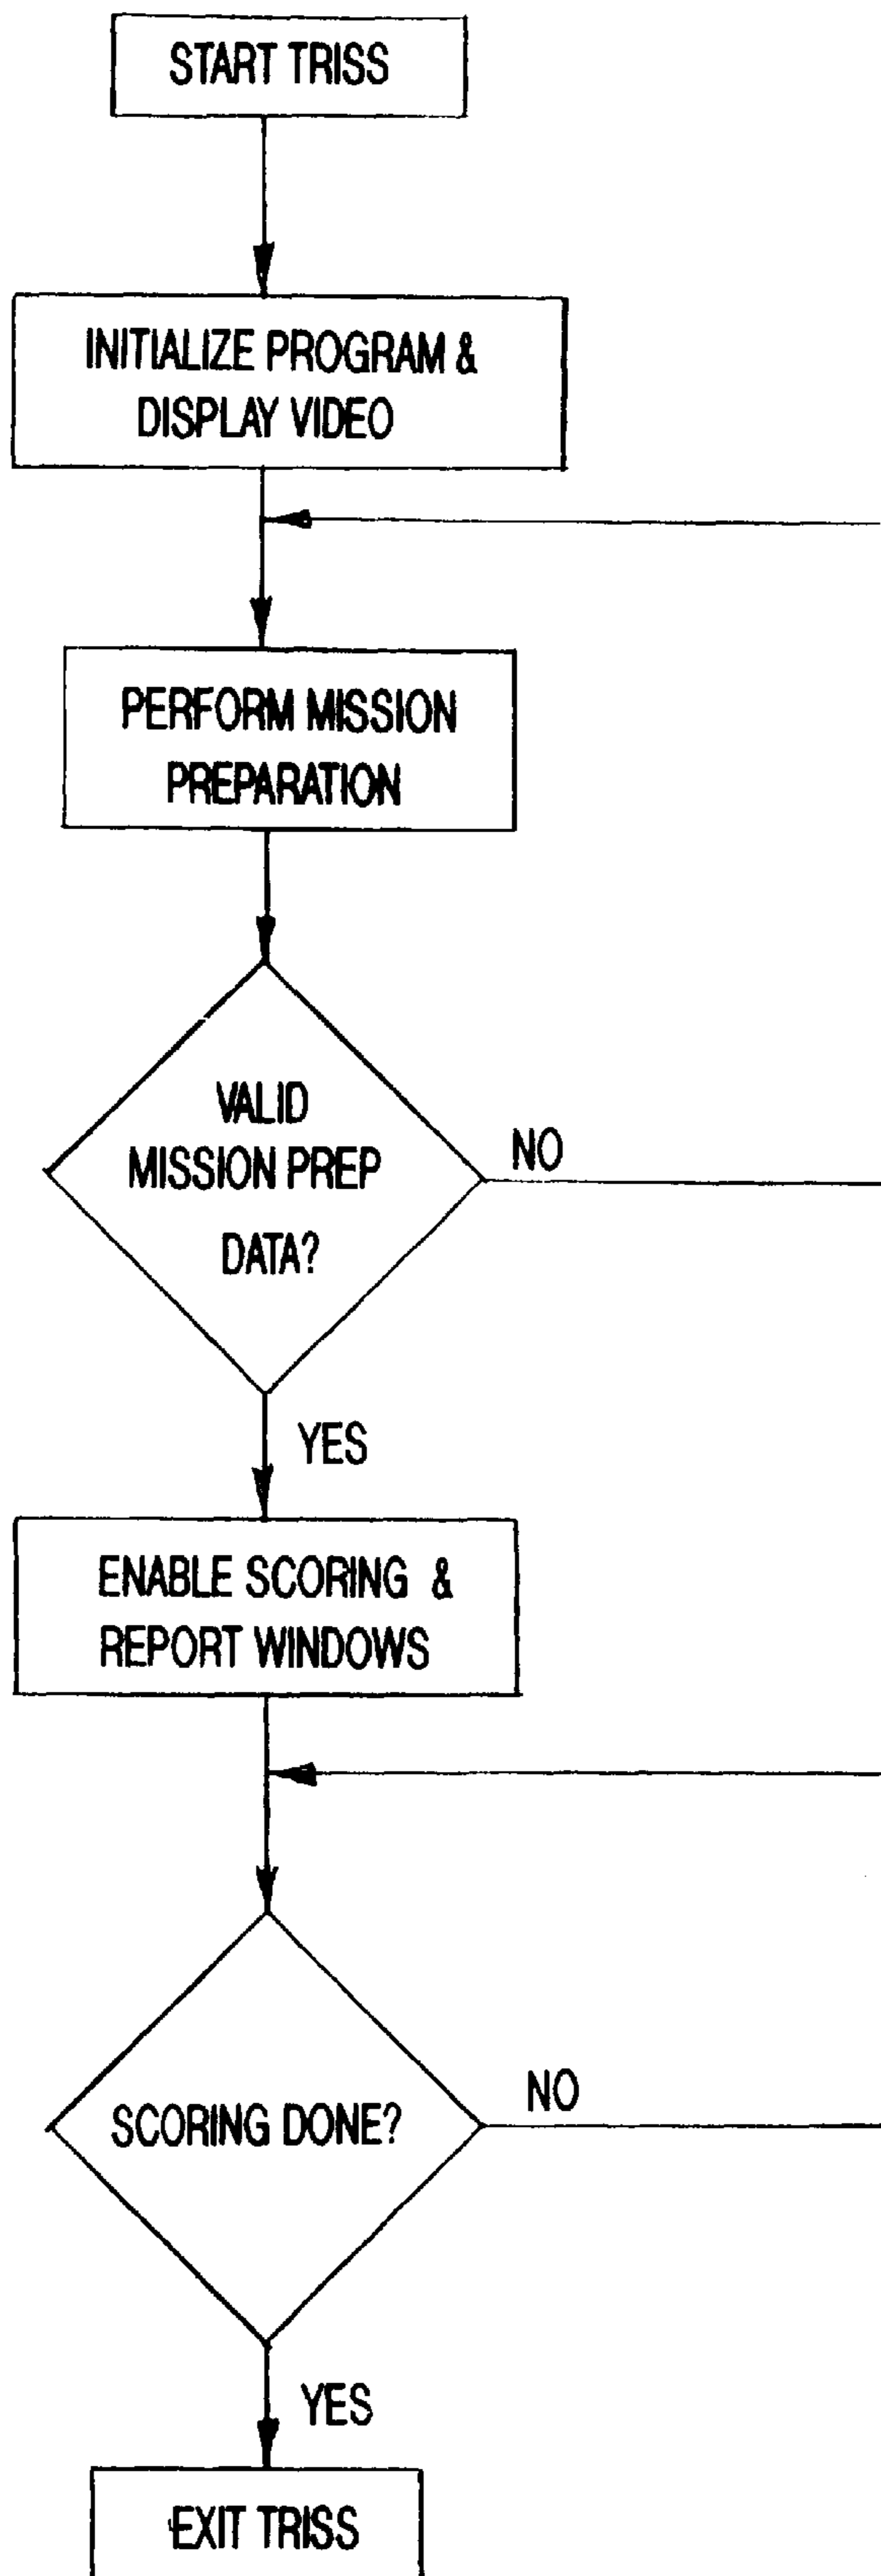 START TRISS
INITIALIZE PROGRAM &
DISPLAY VIDEO
PERFORM MISSION
PREPARATION
VALID
MISSION PREP
DATA?
NO
YES
ENABLE SCORING &
REPORT WINDOWS
SCORING DONE?
NO
YES
EXIT TRISS